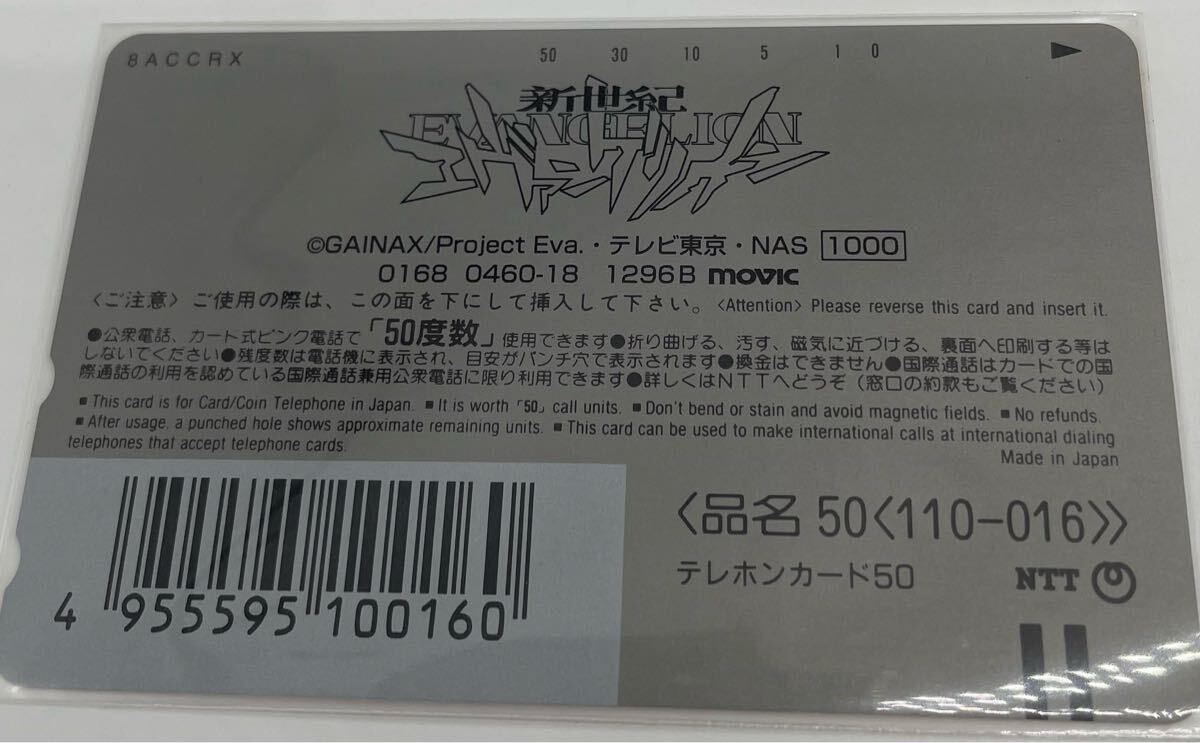 8ACCRX 50 30 10 5 1 0
新世紀
EVANGELION
エヴァンゲリオン
©GAINAX/Project Eva.・テレビ東京・NAS 1000
0168 0460-18 1296B movic
〈ご注意〉ご使用の際は、この面を下にして挿入して下さい。〈Attention〉Please reverse this card and insert it.
●公衆電話、カード式ピンク電話で「50度数」使用できます●折り曲げる、汚す、磁気に近づける、裏面へ印刷する等は
しないでください●残度数は電話機に表示され、目安がパンチ穴で表示されます●換金はできません●国際通話はカードでの国
際通話の利用を認めている国際通話兼用公衆電話に限り利用できます●詳しくはNTTへどうぞ(窓口の約款もご覧ください)
■This card is for Card/Coin Telephone in Japan. ■It is worth「50」call units. ■Don't bend or stain and avoid magnetic fields. ■No refunds.
■After usage, a punched hole shows approximate remaining units. ■This card can be used to make international calls at international dialing
telephones that accept telephone cards.
Made in Japan
〈品名 50〈110-016〉〉
テレホンカード50 NTT
4 955595 100160